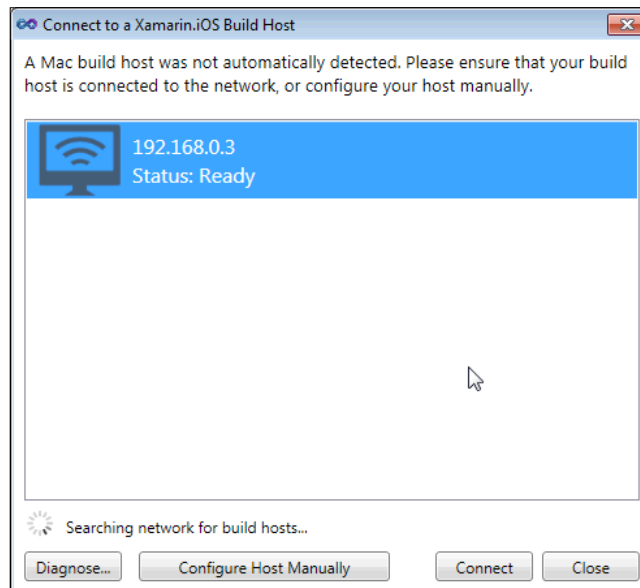 Connect to a Xamarin.iOS Build Host
A Mac build host was not automatically detected. Please ensure that your build
host is connected to the network, or configure your host manually.
192.168.0.3
Status: Ready
Searching network for build hosts...
Diagnose... Configure Host Manually Connect Close